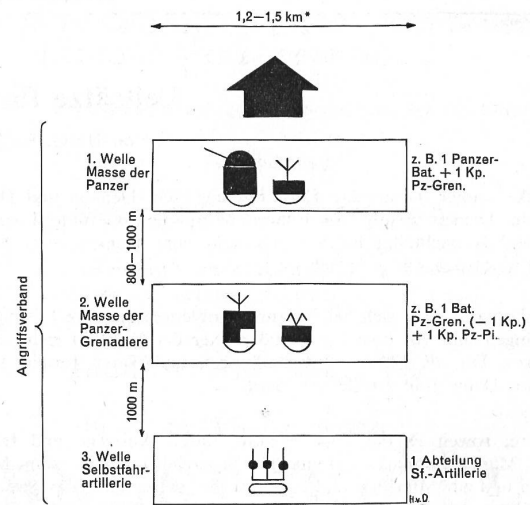 1,2–1,5 km*
1. Welle
Masse der
Panzer
z. B. 1 Panzer-
Bat. + 1 Kp.
Pz-Gren.
800–1000 m
Angriffsverband
2. Welle
Masse der
Panzer-
Grenadiere
z. B. 1 Bat.
Pz-Gren. (– 1 Kp.)
+ 1 Kp. Pz-Pi.
1000 m
3. Welle
Selbstfahr-
artillerie
1 Abteilung
Sf.-Artillerie
H.v.D.